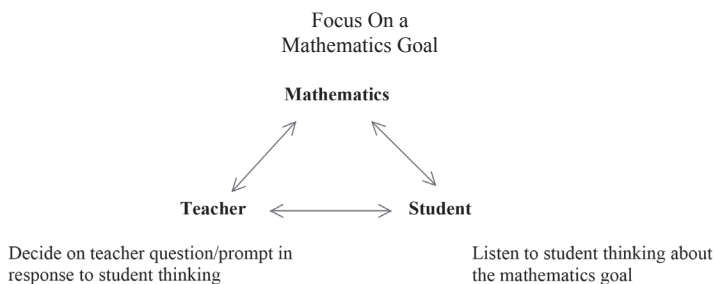 Focus On a
Mathematics Goal
Mathematics
Teacher
Student
Decide on teacher question/prompt in
response to student thinking
Listen to student thinking about
the mathematics goal